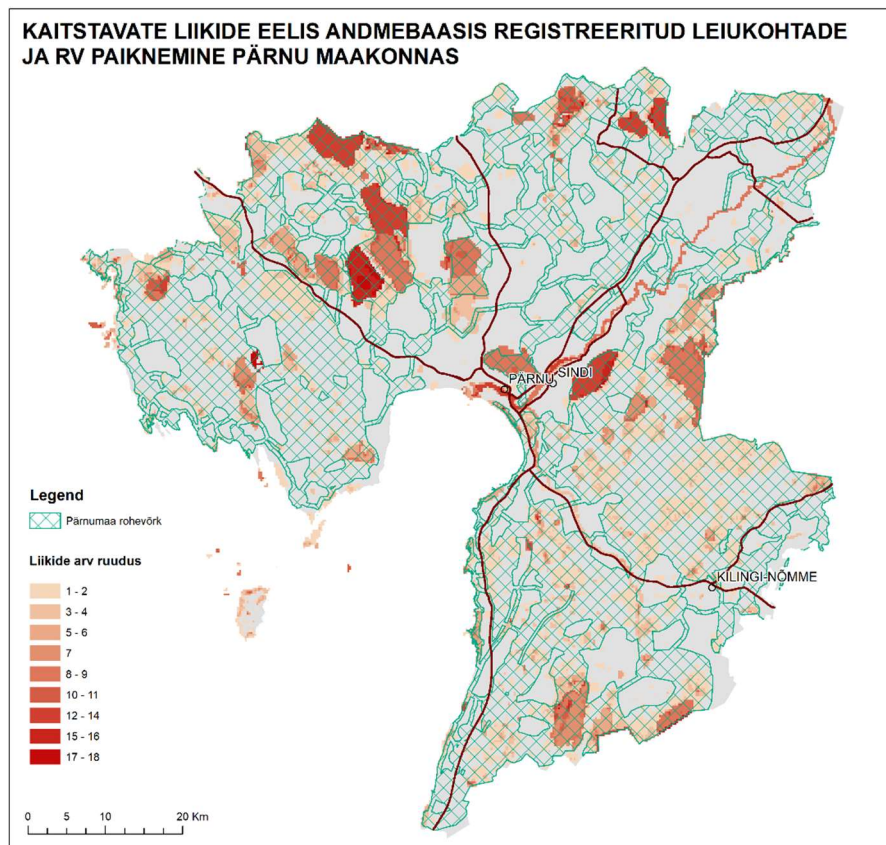 KAITSTAVATE LIIKIDE EELIS ANDMEBAASIS REGISTREERITUD LEIUKOHTADE
JA RV PAIKNEMINE PÄRNU MAAKONNAS
PÄRNU
SINDI
KILINGI-NÕMME
Legend
Pärnumaa rohevõrk
Liikide arv ruudus
1 - 2
3 - 4
5 - 6
7
8 - 9
10 - 11
12 - 14
15 - 16
17 - 18
0 5 10 20 Km